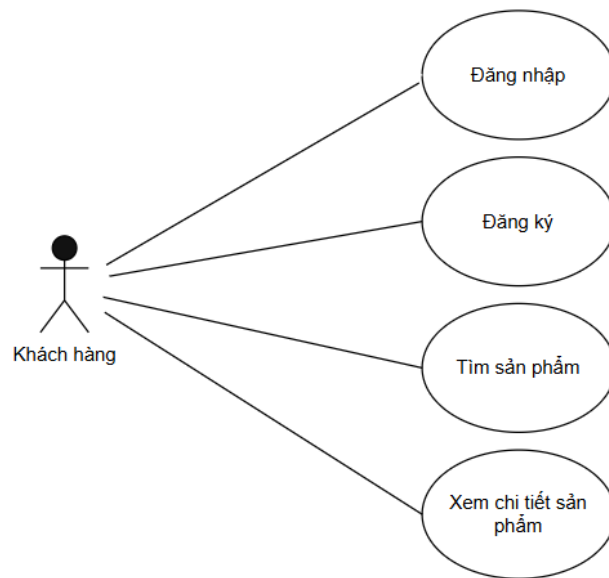 Đăng nhập
Đăng ký
Khách hàng
Tìm sản phẩm
Xem chi tiết sản
phẩm